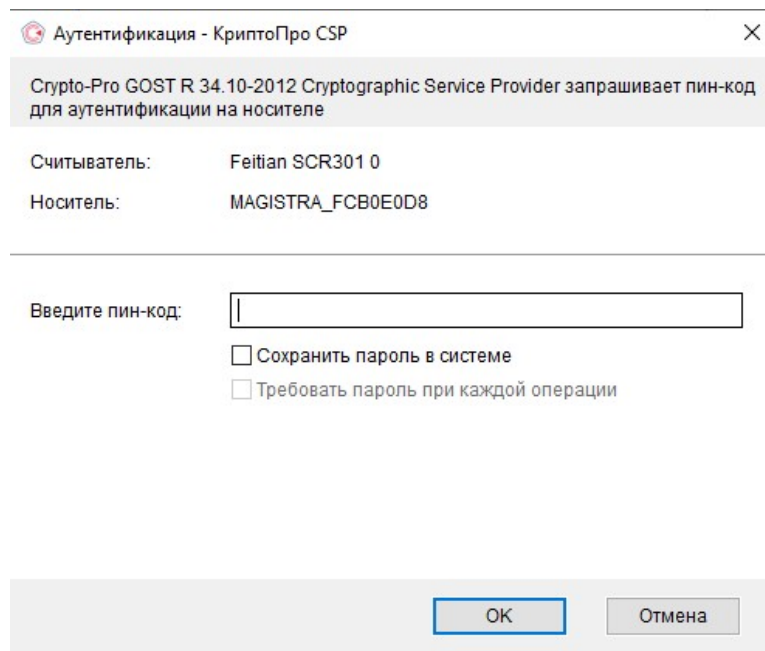 Аутентификация - КриптоПро CSP
Crypto-Pro GOST R 34.10-2012 Cryptographic Service Provider запрашивает пин-код
для аутентификации на носителе
Считыватель: Feitian SCR301 0
Носитель: MAGISTRA_FCB0E0D8
Введите пин-код:
Сохранить пароль в системе
Требовать пароль при каждой операции
OK Отмена